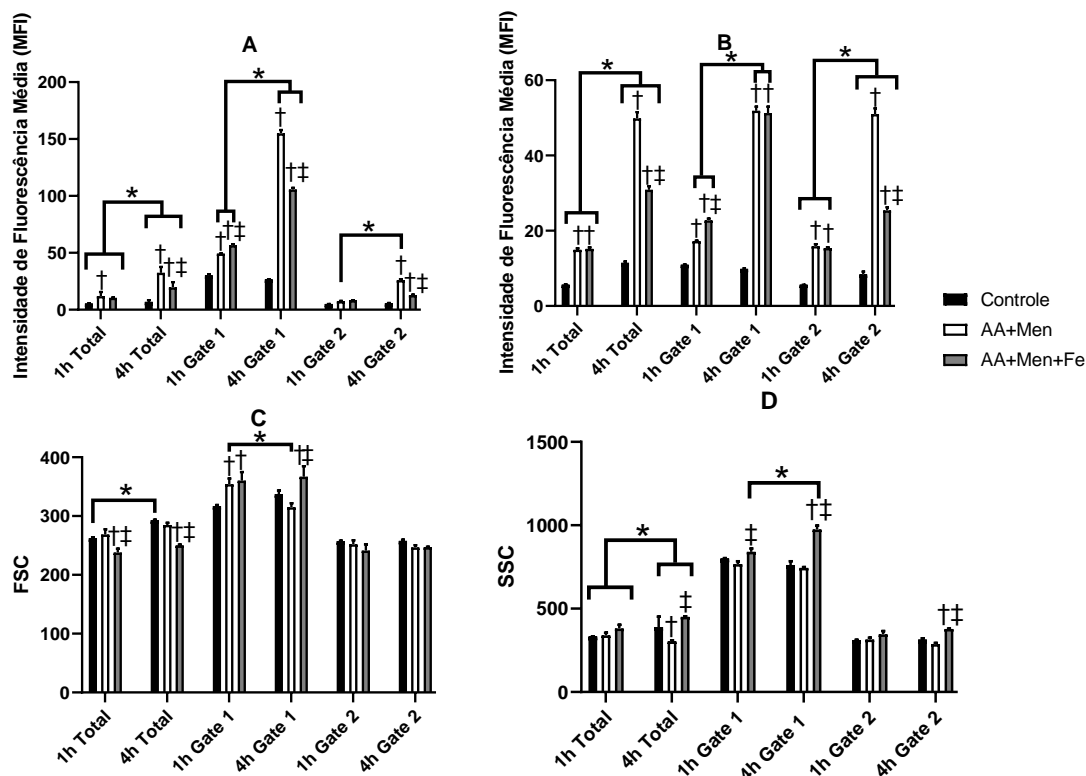 A
Intensidade de Fluorescência Média (MFI)
200
150
100
50
0
*
*
*
†
† †‡
† †‡
† †‡
† †‡
1h Total
4h Total
1h Gate 1
4h Gate 1
1h Gate 2
4h Gate 2
B
Intensidade de Fluorescência Média (MFI)
60
40
20
0
*
*
*
† †
† †‡
† †‡
† †
† †
† †‡
1h Total
4h Total
1h Gate 1
4h Gate 1
1h Gate 2
4h Gate 2
Controle
AA+Men
AA+Men+Fe
C
FSC
400
300
200
100
0
*
*
†‡
†‡
† †
†‡
1h Total
4h Total
1h Gate 1
4h Gate 1
1h Gate 2
4h Gate 2
D
SSC
1500
1000
500
0
*
*
† ‡
‡
†‡
†‡
1h Total
4h Total
1h Gate 1
4h Gate 1
1h Gate 2
4h Gate 2